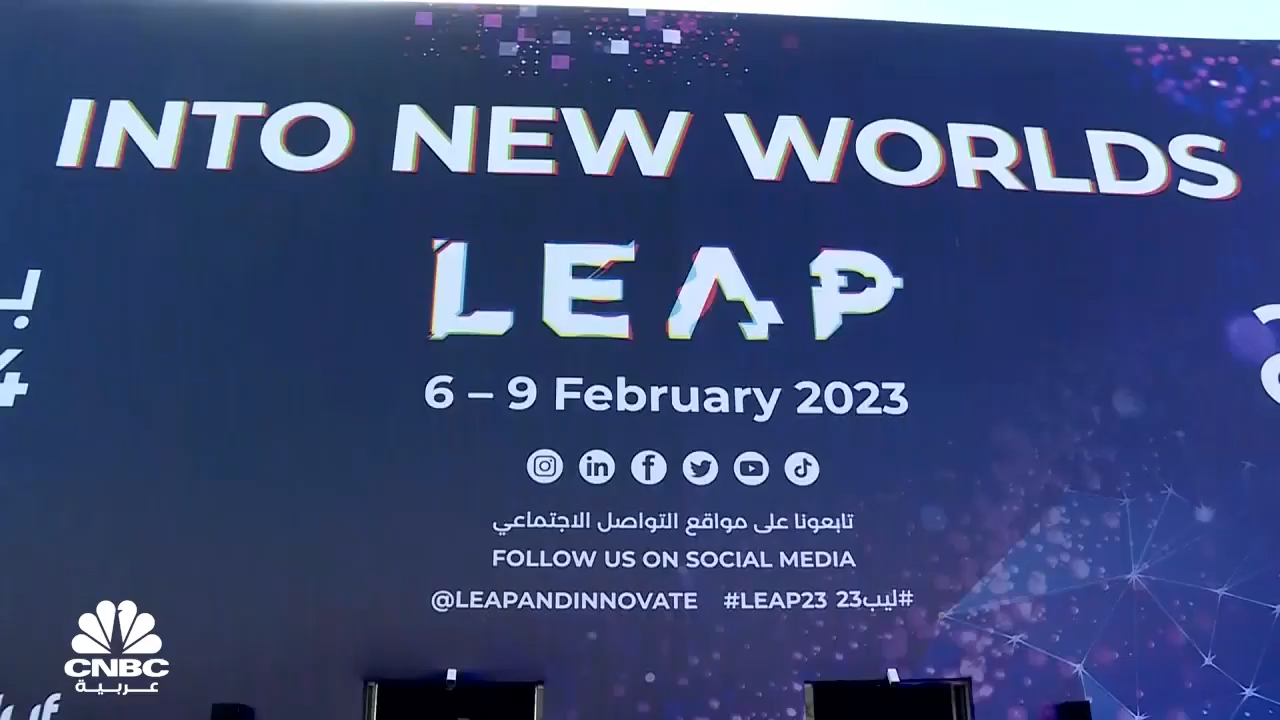 INTO NEW WORLDS
LEAP
6 – 9 February 2023
تابعونا على مواقع التواصل الاجتماعي
FOLLOW US ON SOCIAL MEDIA
@LEAPANDINNOVATE #LEAP23 #ليب23
CNBC
عربية